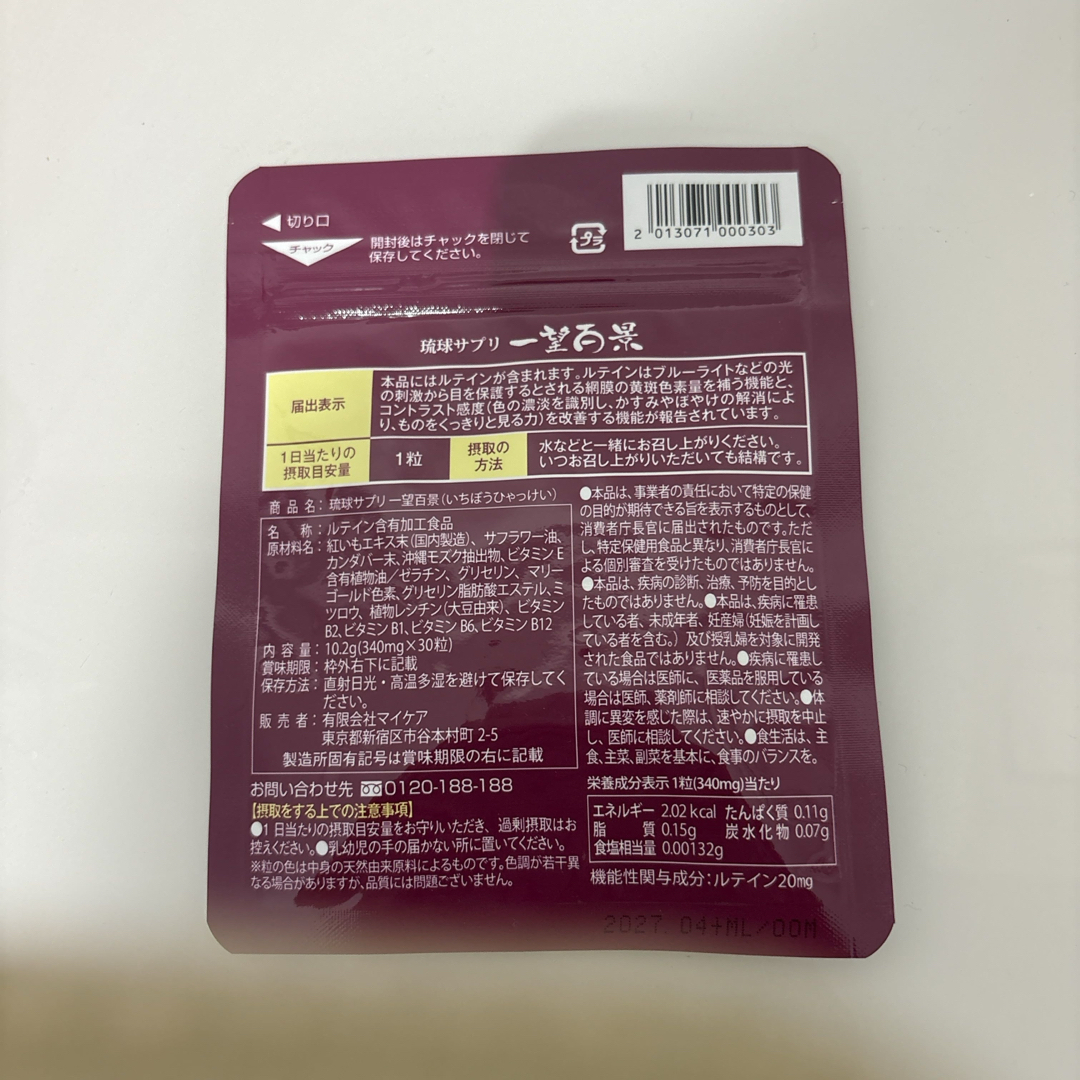 切り口
チャック
開封後はチャックを閉じて
保存してください。
プラ
2 013071 000303
琉球サプリ 一望百景
届出表示
本品にはルテインが含まれます。ルテインはブルーライトなどの光
の刺激から目を保護するとされる網膜の黄斑色素量を補う機能と、
コントラスト感度(色の濃淡を識別し、かすみやぼやけの解消によ
り、ものをくっきりと見る力)を改善する機能が報告されています。
1日当たりの
摂取目安量
1粒
摂取の
方法
水などと一緒にお召し上がりください。
いつお召し上がりいただいても結構です。
商品名:琉球サプリ一望百景(いちぼうひゃっけい)
名称:ルテイン含有加工食品
原材料名:紅いもエキス末(国内製造)、サフラワー油、
カンダバー末、沖縄モズク抽出物、ビタミンE
含有植物油/ゼラチン、グリセリン、マリー
ゴールド色素、グリセリン脂肪酸エステル、ミ
ツロウ、植物レシチン(大豆由来)、ビタミン
B2、ビタミンB1、ビタミンB6、ビタミンB12
内容量:10.2g(340mg×30粒)
賞味期限:枠外右下に記載
保存方法:直射日光・高温多湿を避けて保存してく
ださい。
販売者:有限会社マイケア
東京都新宿区市谷本村町2-5
製造所固有記号は賞味期限の右に記載
お問い合わせ先 0120-188-188
【摂取をする上での注意事項】
●1日当たりの摂取目安量をお守りいただき、過剰摂取はお
控えください。●乳幼児の手の届かない所に置いてください。
※粒の色は中身の天然由来原料によるものです。色調が若干異
なる場合がありますが、品質には問題ございません。
●本品は、事業者の責任において特定の保健
の目的が期待できる旨を表示するものとして、
消費者庁長官に届出されたものです。ただ
し、特定保健用食品と異なり、消費者庁長官に
よる個別審査を受けたものではありません。
●本品は、疾病の診断、治療、予防を目的とし
たものではありません。●本品は、疾病に罹患
している者、未成年者、妊産婦(妊娠を計画し
ている者を含む。)及び授乳婦を対象に開発
された食品ではありません。●疾病に罹患し
ている場合は医師に、医薬品を服用している
場合は医師、薬剤師に相談してください。●体
調に異変を感じた際は、速やかに摂取を中止
し、医師に相談してください。●食生活は、主
食、主菜、副菜を基本に、食事のバランスを。
栄養成分表示 1粒(340mg)当たり
エネルギー 2.02kcal たんぱく質 0.11g
脂質 0.15g 炭水化物 0.07g
食塩相当量 0.00132g
機能性関与成分:ルテイン20mg
2027.04+ML/OOM